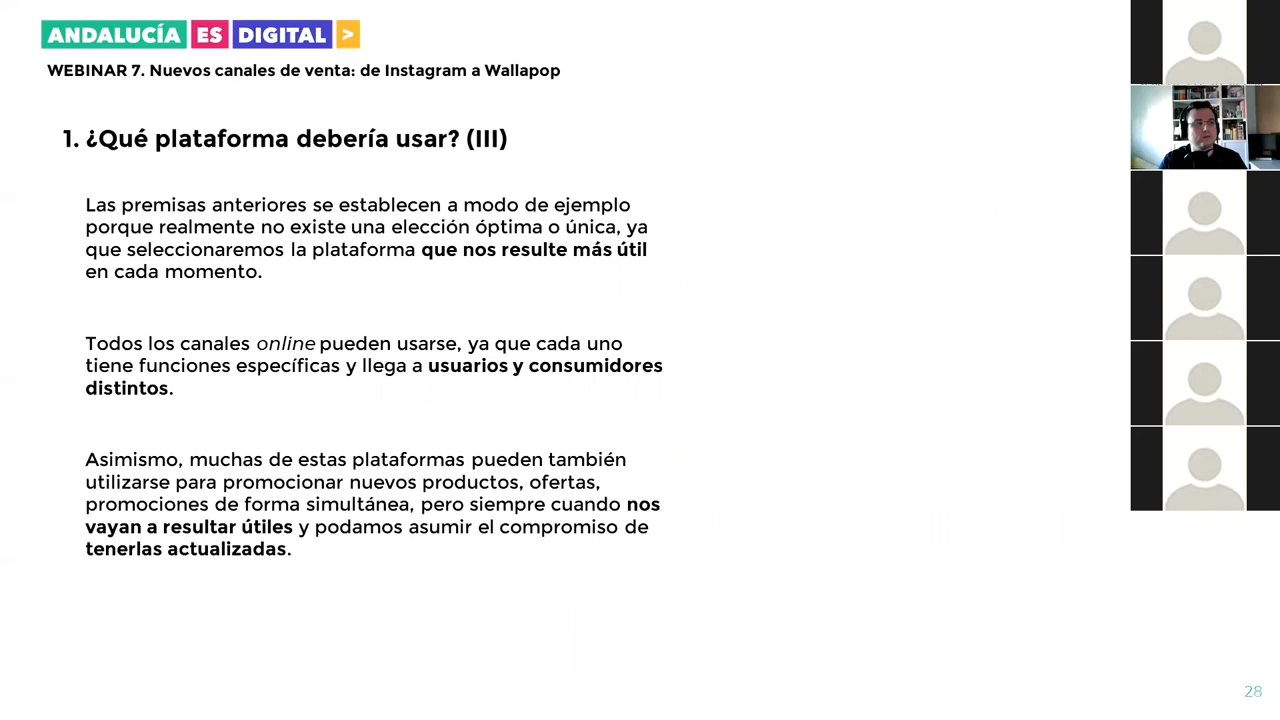 ANDALUCÍA ES DIGITAL >
WEBINAR 7. Nuevos canales de venta: de Instagram a Wallapop
1. ¿Qué plataforma debería usar? (III)
Las premisas anteriores se establecen a modo de ejemplo
porque realmente no existe una elección óptima o única, ya
que seleccionaremos la plataforma que nos resulte más útil
en cada momento.
Todos los canales online pueden usarse, ya que cada uno
tiene funciones específicas y llega a usuarios y consumidores
distintos.
Asimismo, muchas de estas plataformas pueden también
utilizarse para promocionar nuevos productos, ofertas,
promociones de forma simultánea, pero siempre cuando nos
vayan a resultar útiles y podamos asumir el compromiso de
tenerlas actualizadas.
28